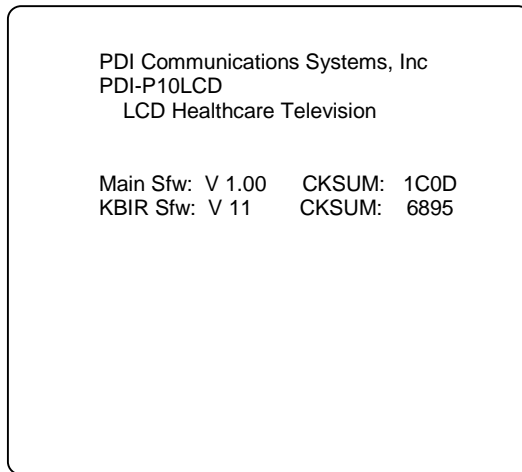 PDI Communications Systems, Inc
PDI-P10LCD
LCD Healthcare Television
Main Sfw: V 1.00 CKSUM: 1C0D
KBIR Sfw: V 11 CKSUM: 6895